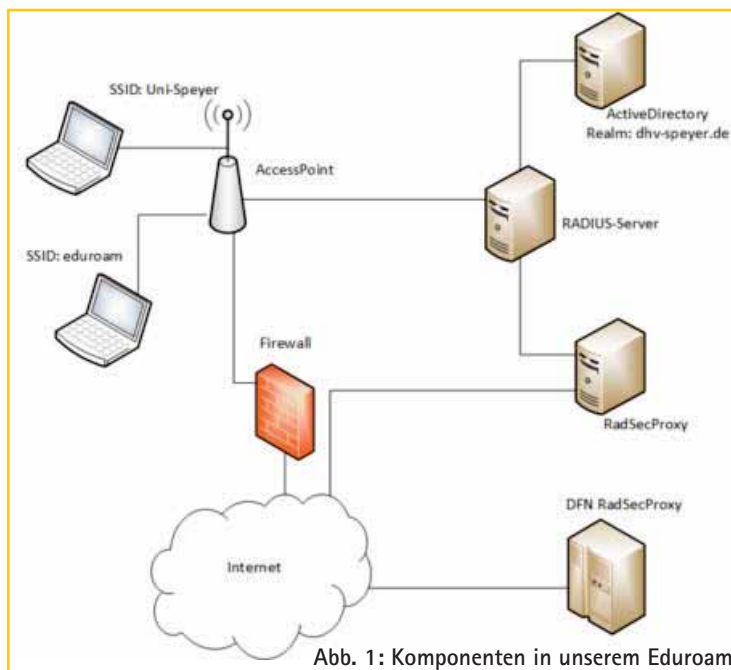 SSID: Uni-Speyer
AccessPoint
ActiveDirectory
Realm: dhv-speyer.de
RADIUS-Server
SSID: eduroam
Firewall
RadSecProxy
DFN RadSecProxy
Internet
Abb. 1: Komponenten in unserem Eduroam